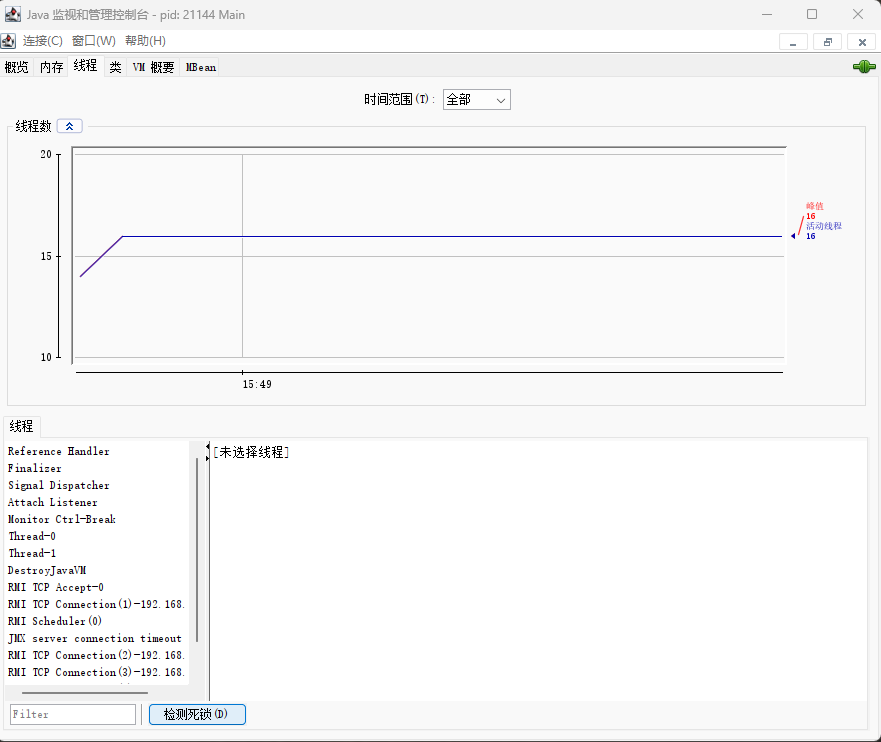 Java 监视和管理控制台 - pid: 21144 Main
连接(C) 窗口(W) 帮助(H)
概览 内存 线程 类 VM 概要 MBean
时间范围(T): 全部
线程数
20
15
10
峰值
16
活动线程
16
15:49
线程
Reference Handler
Finalizer
Signal Dispatcher
Attach Listener
Monitor Ctrl-Break
Thread-0
Thread-1
DestroyJavaVM
RMI TCP Accept-0
RMI TCP Connection(1)-192.168.
RMI Scheduler(0)
JMX server connection timeout
RMI TCP Connection(2)-192.168.
RMI TCP Connection(3)-192.168.
[未选择线程]
Filter
检测死锁(D)